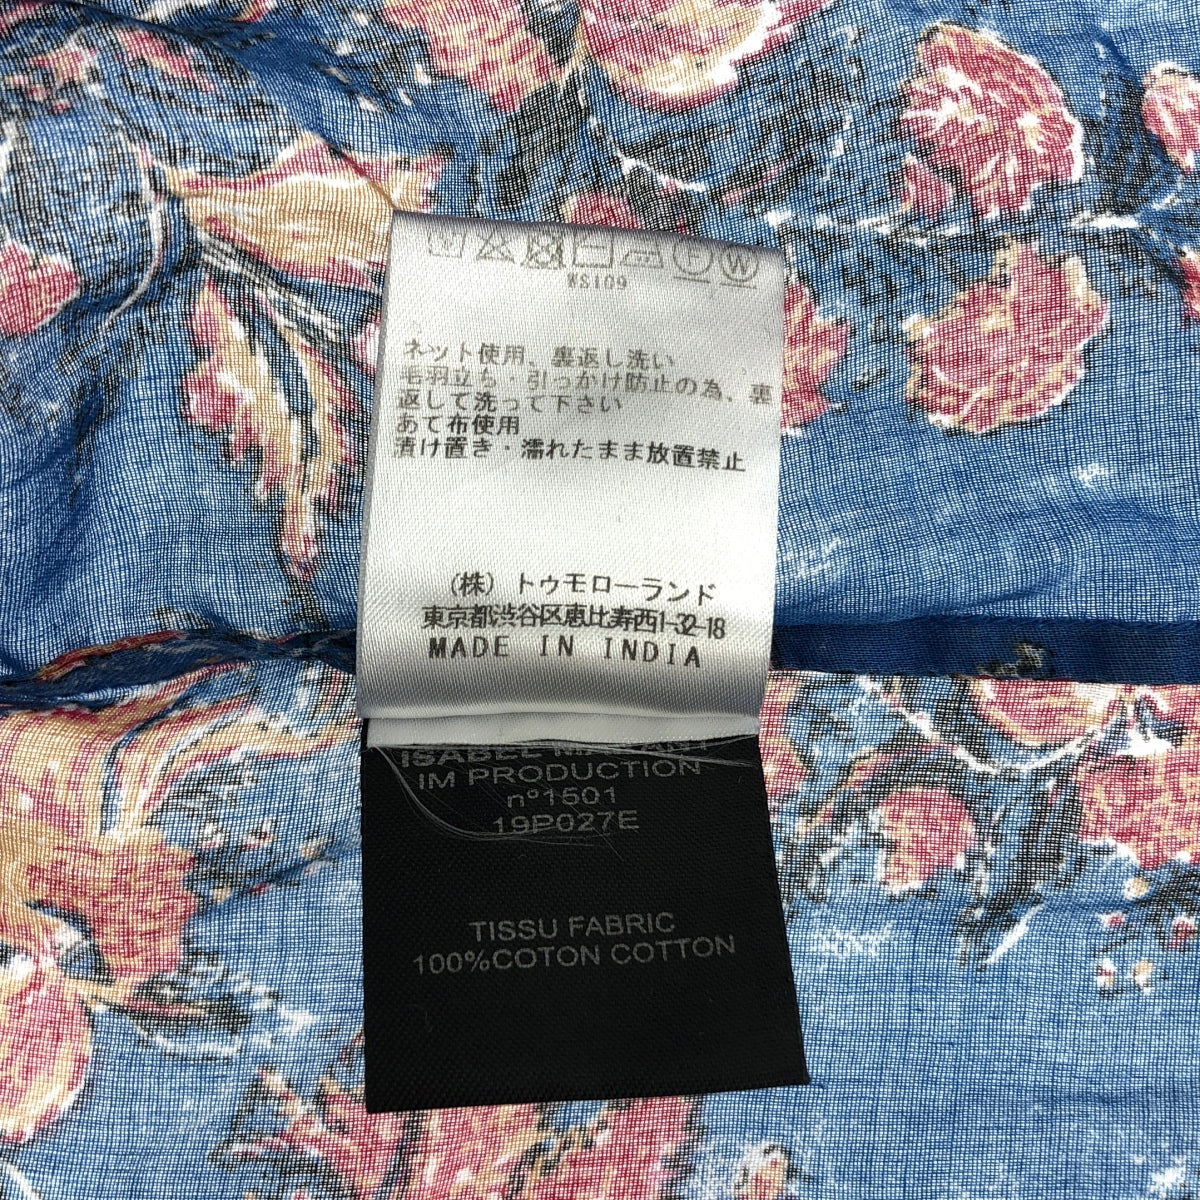 WS109
ネット使用、裏返し洗い
毛羽立ち・引っかけ防止の為、裏
返して洗って下さい
あて布使用
漬け置き・濡れたまま放置禁止
(株) トゥモローランド
東京都渋谷区恵比寿西1-32-18
MADE IN INDIA
ISABEL
IM PRODUCTION
n°1501
19P027E
TISSU FABRIC
100%COTON COTTON